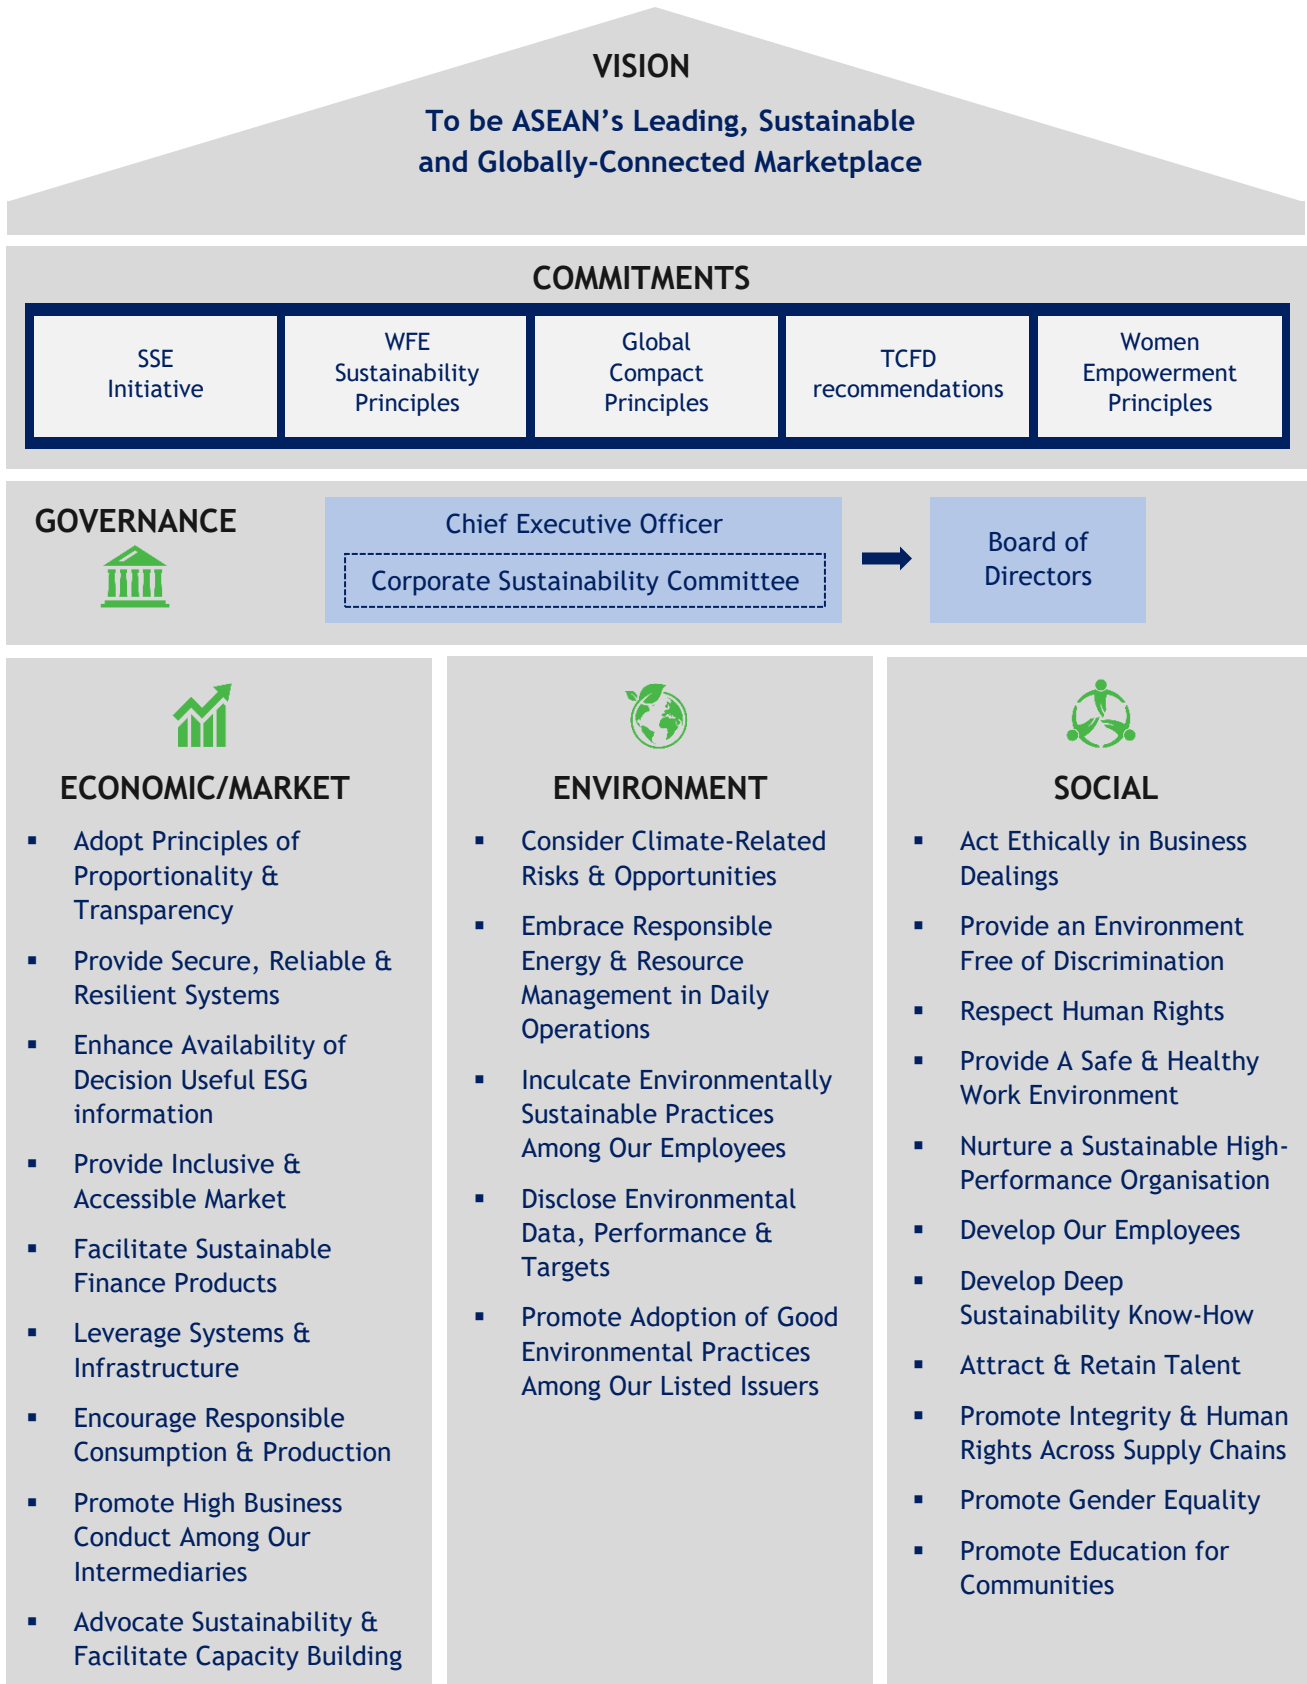 VISION
To be ASEAN’s Leading, Sustainable
and Globally-Connected Marketplace
COMMITMENTS
SSE
Initiative
WFE
Sustainability
Principles
Global
Compact
Principles
TCFD
recommendations
Women
Empowerment
Principles
GOVERNANCE
Chief Executive Officer
Corporate Sustainability Committee
Board of
Directors
ECONOMIC/MARKET
▪ Adopt Principles of
Proportionality &
Transparency
▪ Provide Secure, Reliable &
Resilient Systems
▪ Enhance Availability of
Decision Useful ESG
information
▪ Provide Inclusive &
Accessible Market
▪ Facilitate Sustainable
Finance Products
▪ Leverage Systems &
Infrastructure
▪ Encourage Responsible
Consumption & Production
▪ Promote High Business
Conduct Among Our
Intermediaries
▪ Advocate Sustainability &
Facilitate Capacity Building
ENVIRONMENT
▪ Consider Climate-Related
Risks & Opportunities
▪ Embrace Responsible
Energy & Resource
Management in Daily
Operations
▪ Inculcate Environmentally
Sustainable Practices
Among Our Employees
▪ Disclose Environmental
Data, Performance &
Targets
▪ Promote Adoption of Good
Environmental Practices
Among Our Listed Issuers
SOCIAL
▪ Act Ethically in Business
Dealings
▪ Provide an Environment
Free of Discrimination
▪ Respect Human Rights
▪ Provide A Safe & Healthy
Work Environment
▪ Nurture a Sustainable High-
Performance Organisation
▪ Develop Our Employees
▪ Develop Deep
Sustainability Know-How
▪ Attract & Retain Talent
▪ Promote Integrity & Human
Rights Across Supply Chains
▪ Promote Gender Equality
▪ Promote Education for
Communities